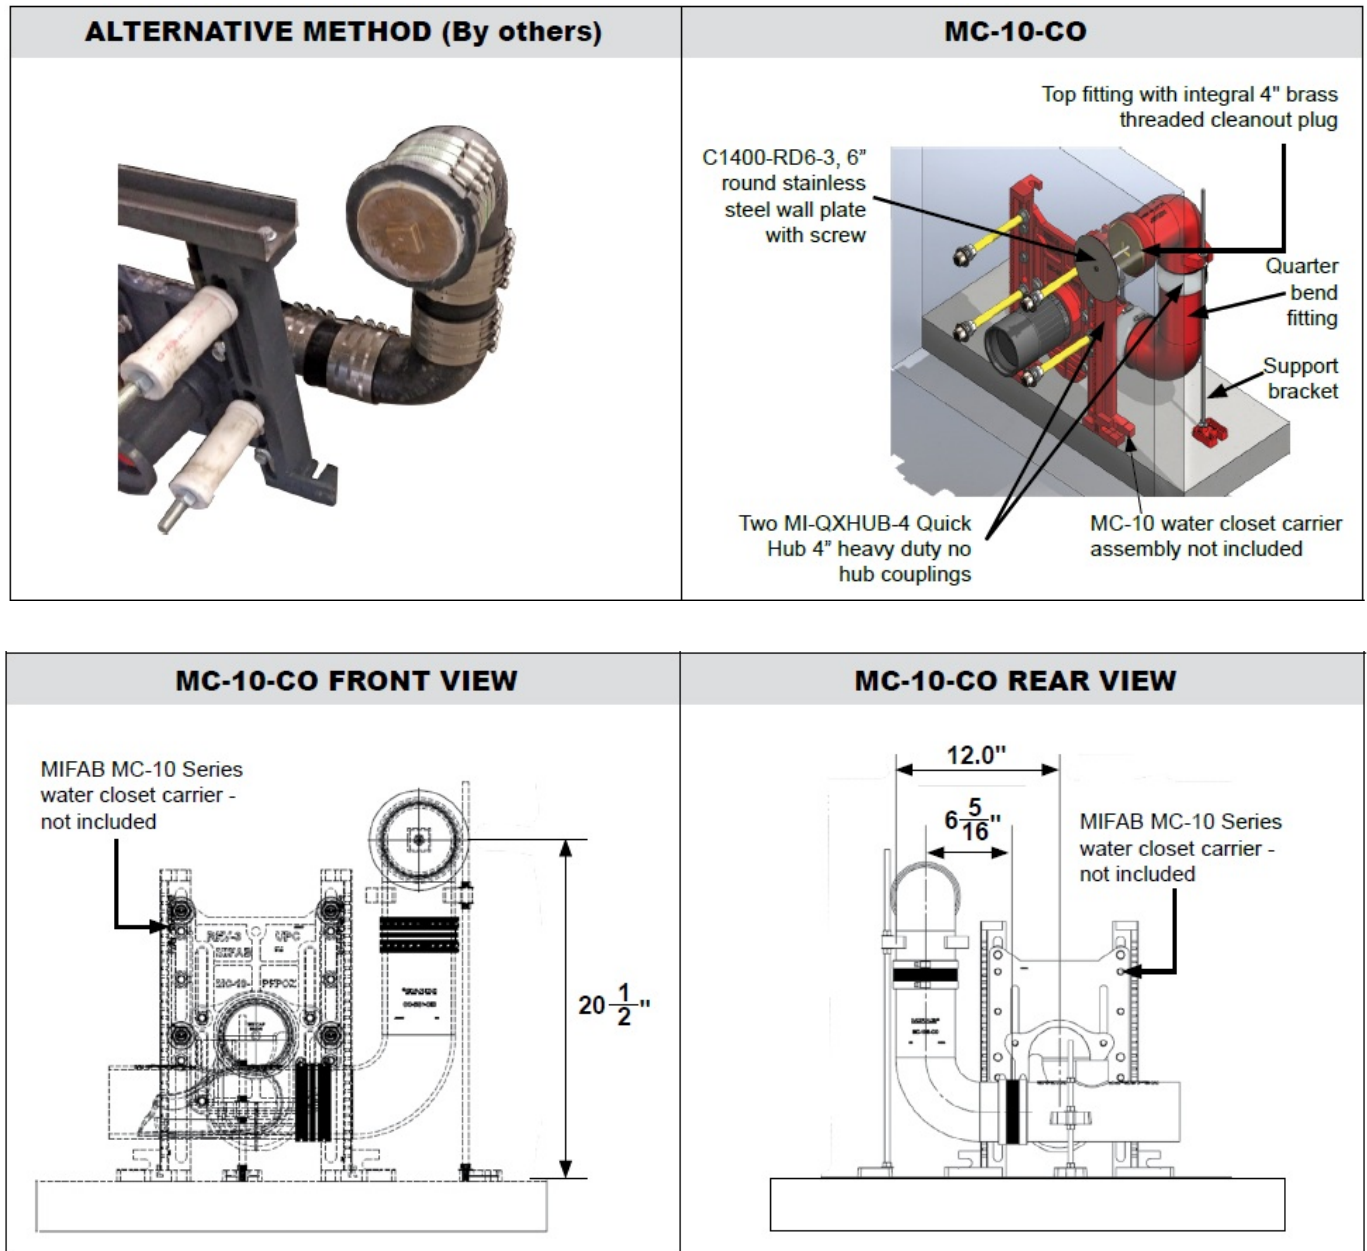 ALTERNATIVE METHOD (By others)
MC-10-CO
Top fitting with integral 4" brass
threaded cleanout plug
C1400-RD6-3, 6”
round stainless
steel wall plate
with screw
Quarter
bend
fitting
Support
bracket
Two MI-QXHUB-4 Quick
Hub 4” heavy duty no
hub couplings
MC-10 water closet carrier
assembly not included
MC-10-CO FRONT VIEW
MIFAB MC-10 Series
water closet carrier -
not included
UPC
MIFAB
20 1/2"
MC-10-CO REAR VIEW
12.0"
6 5/16"
MIFAB MC-10 Series
water closet carrier -
not included